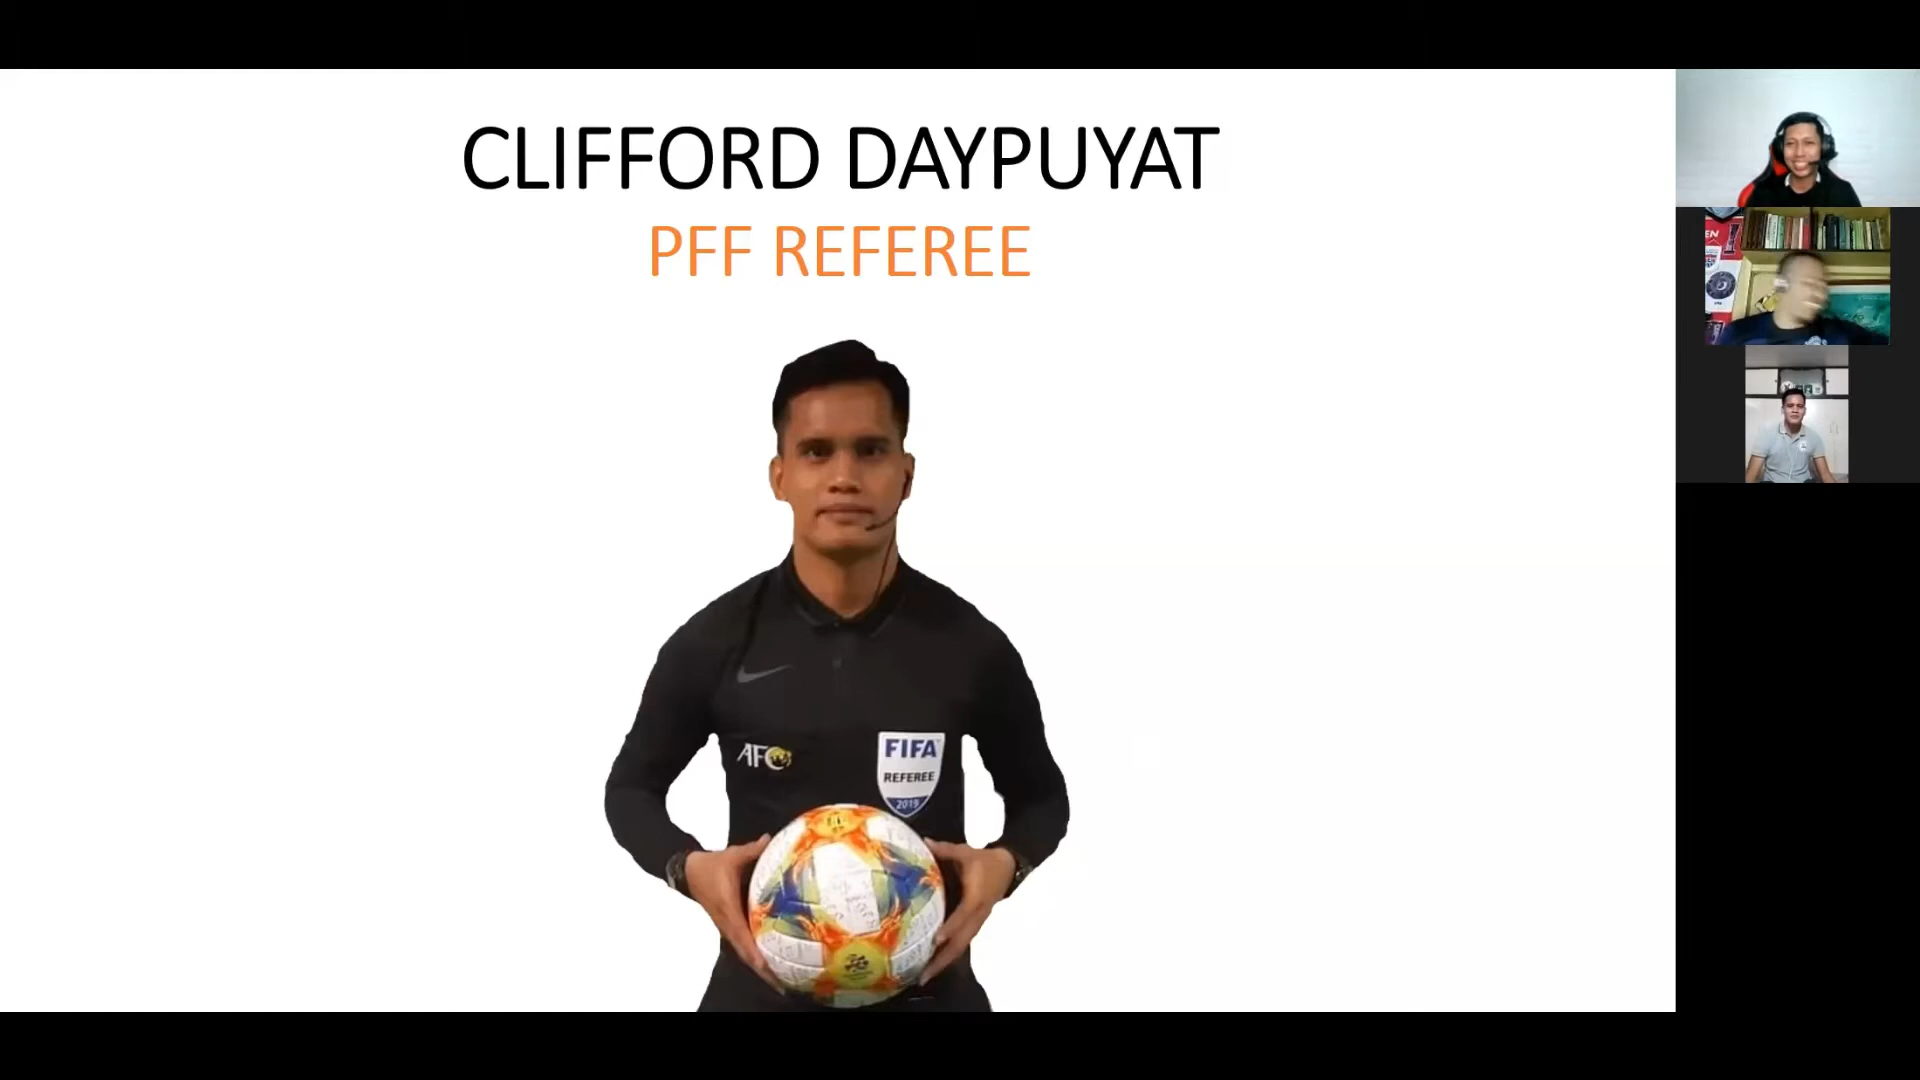 CLIFFORD DAYPUYAT
PFF REFEREE
AFC
FIFA
REFEREE
2019